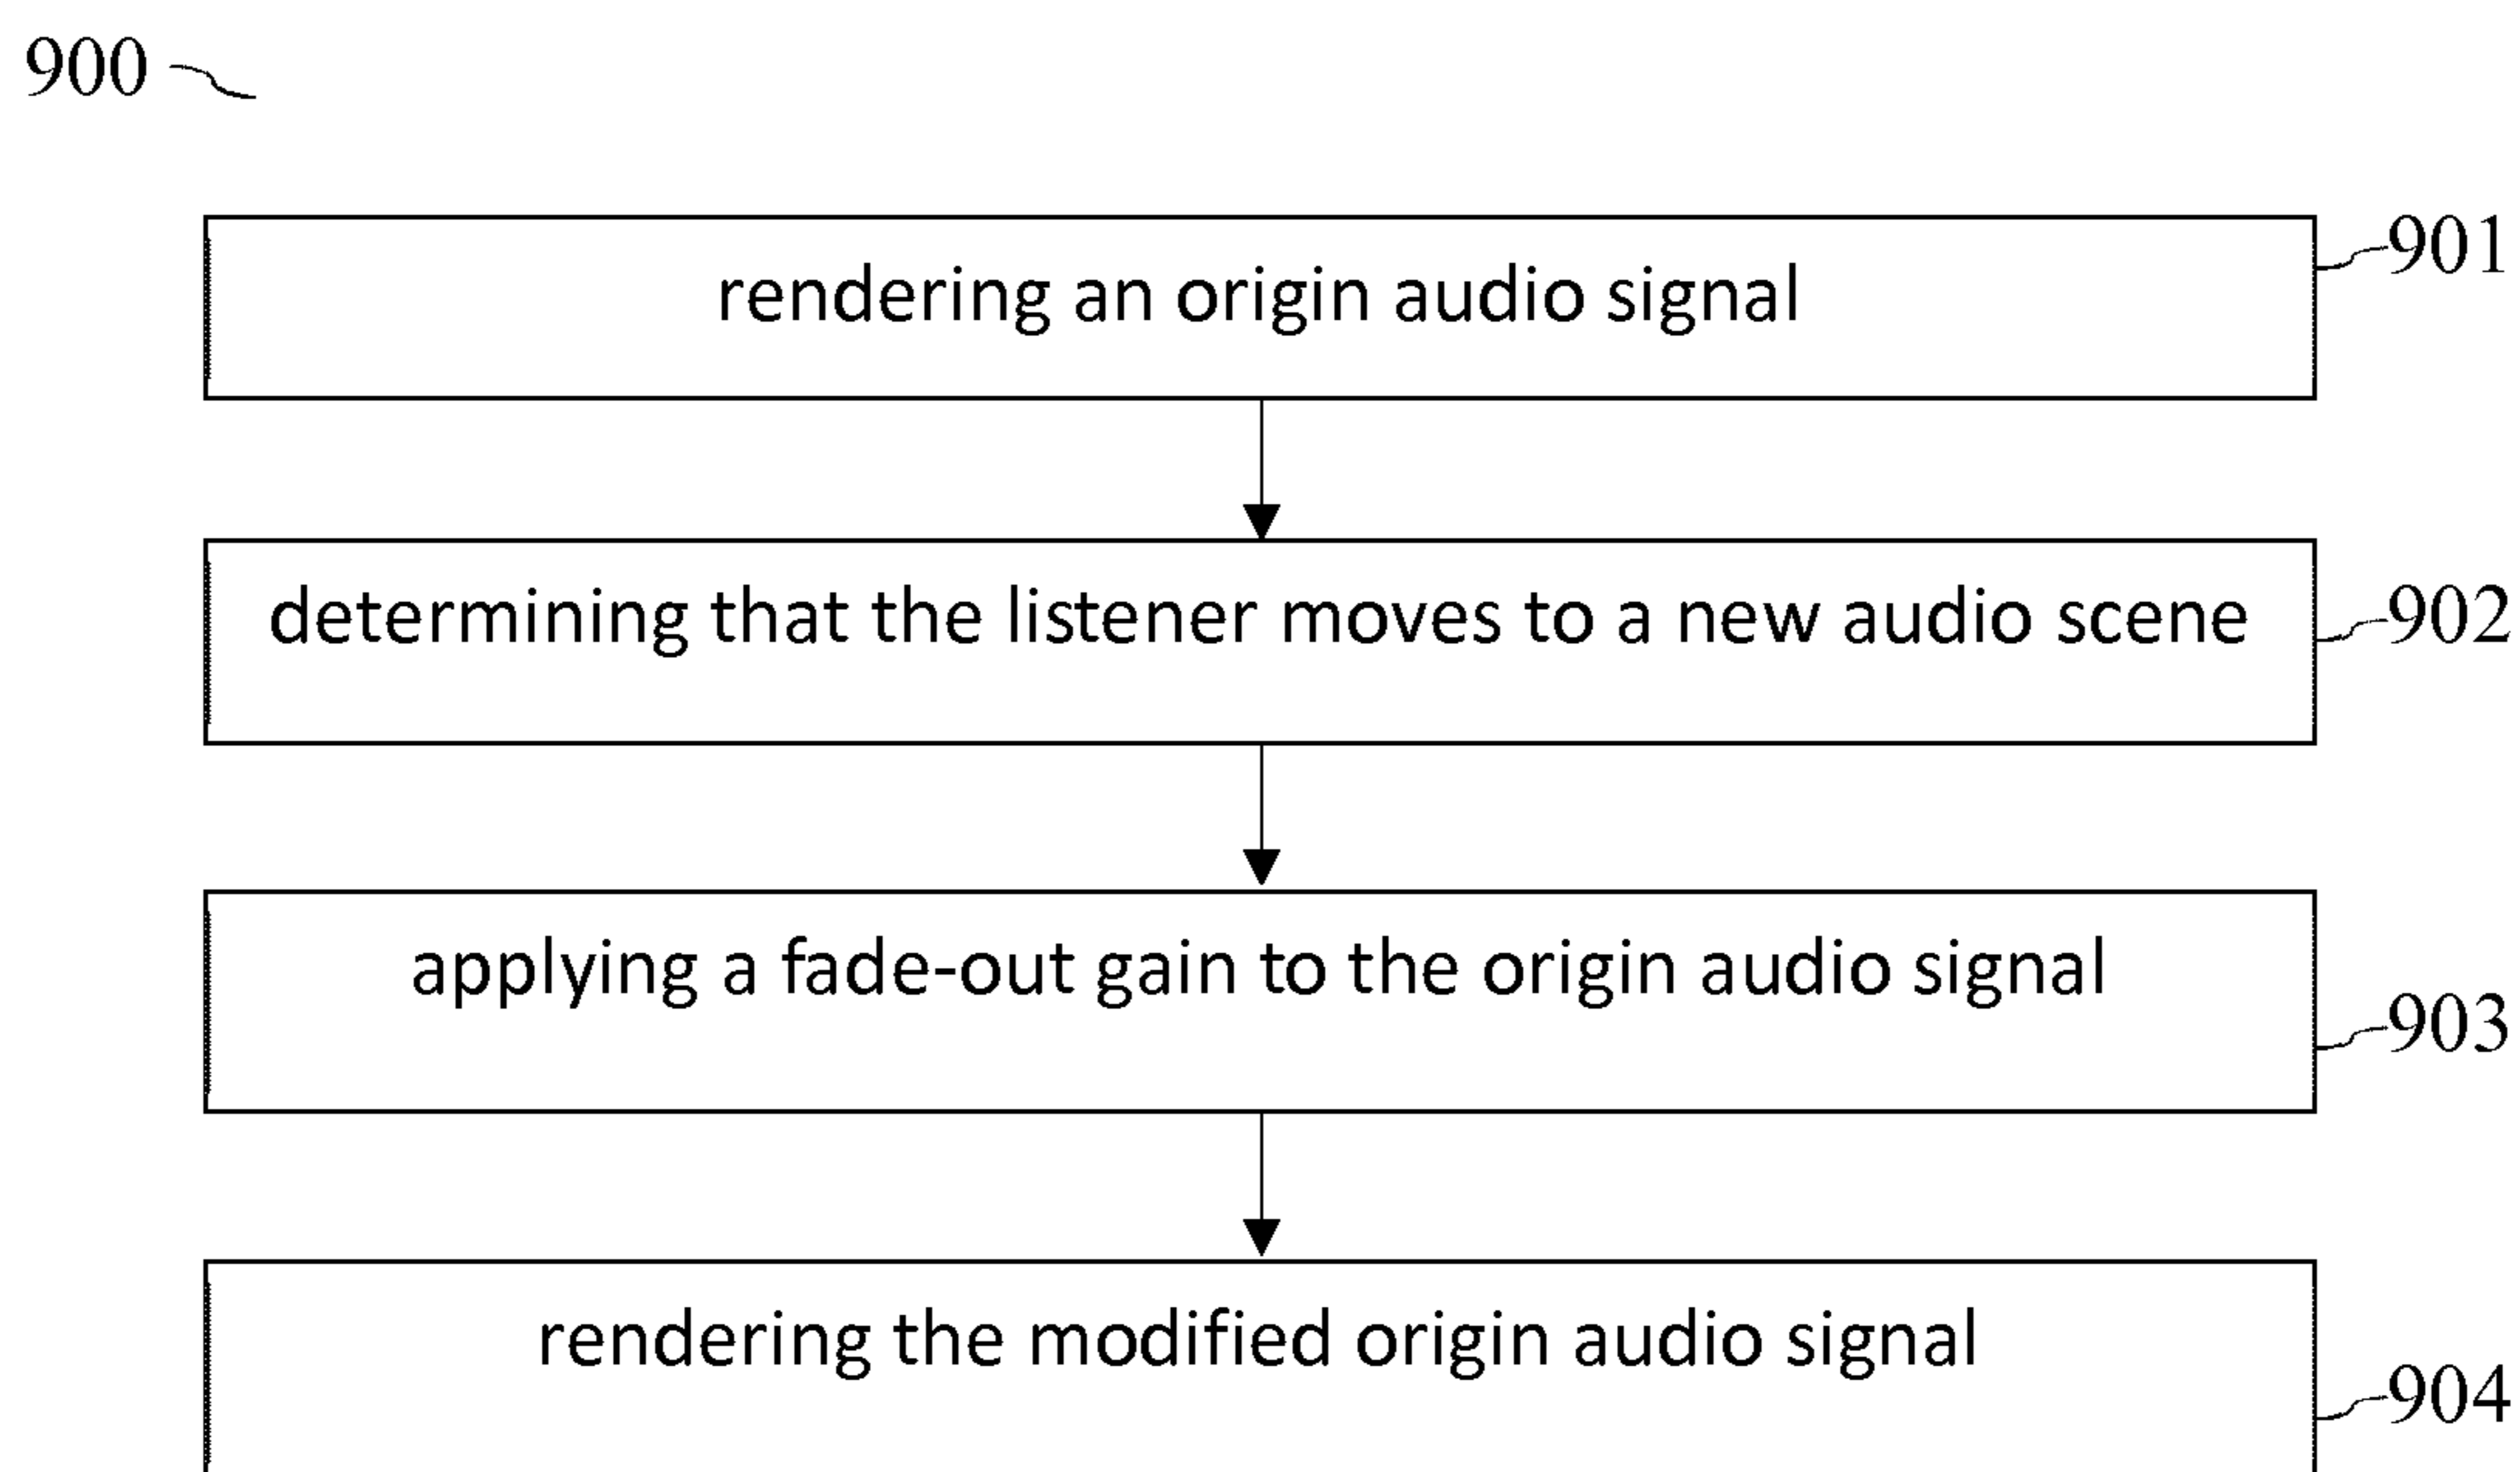 900
rendering an origin audio signal
901
determining that the listener moves to a new audio scene
902
applying a fade-out gain to the origin audio signal
903
rendering the modified origin audio signal
904